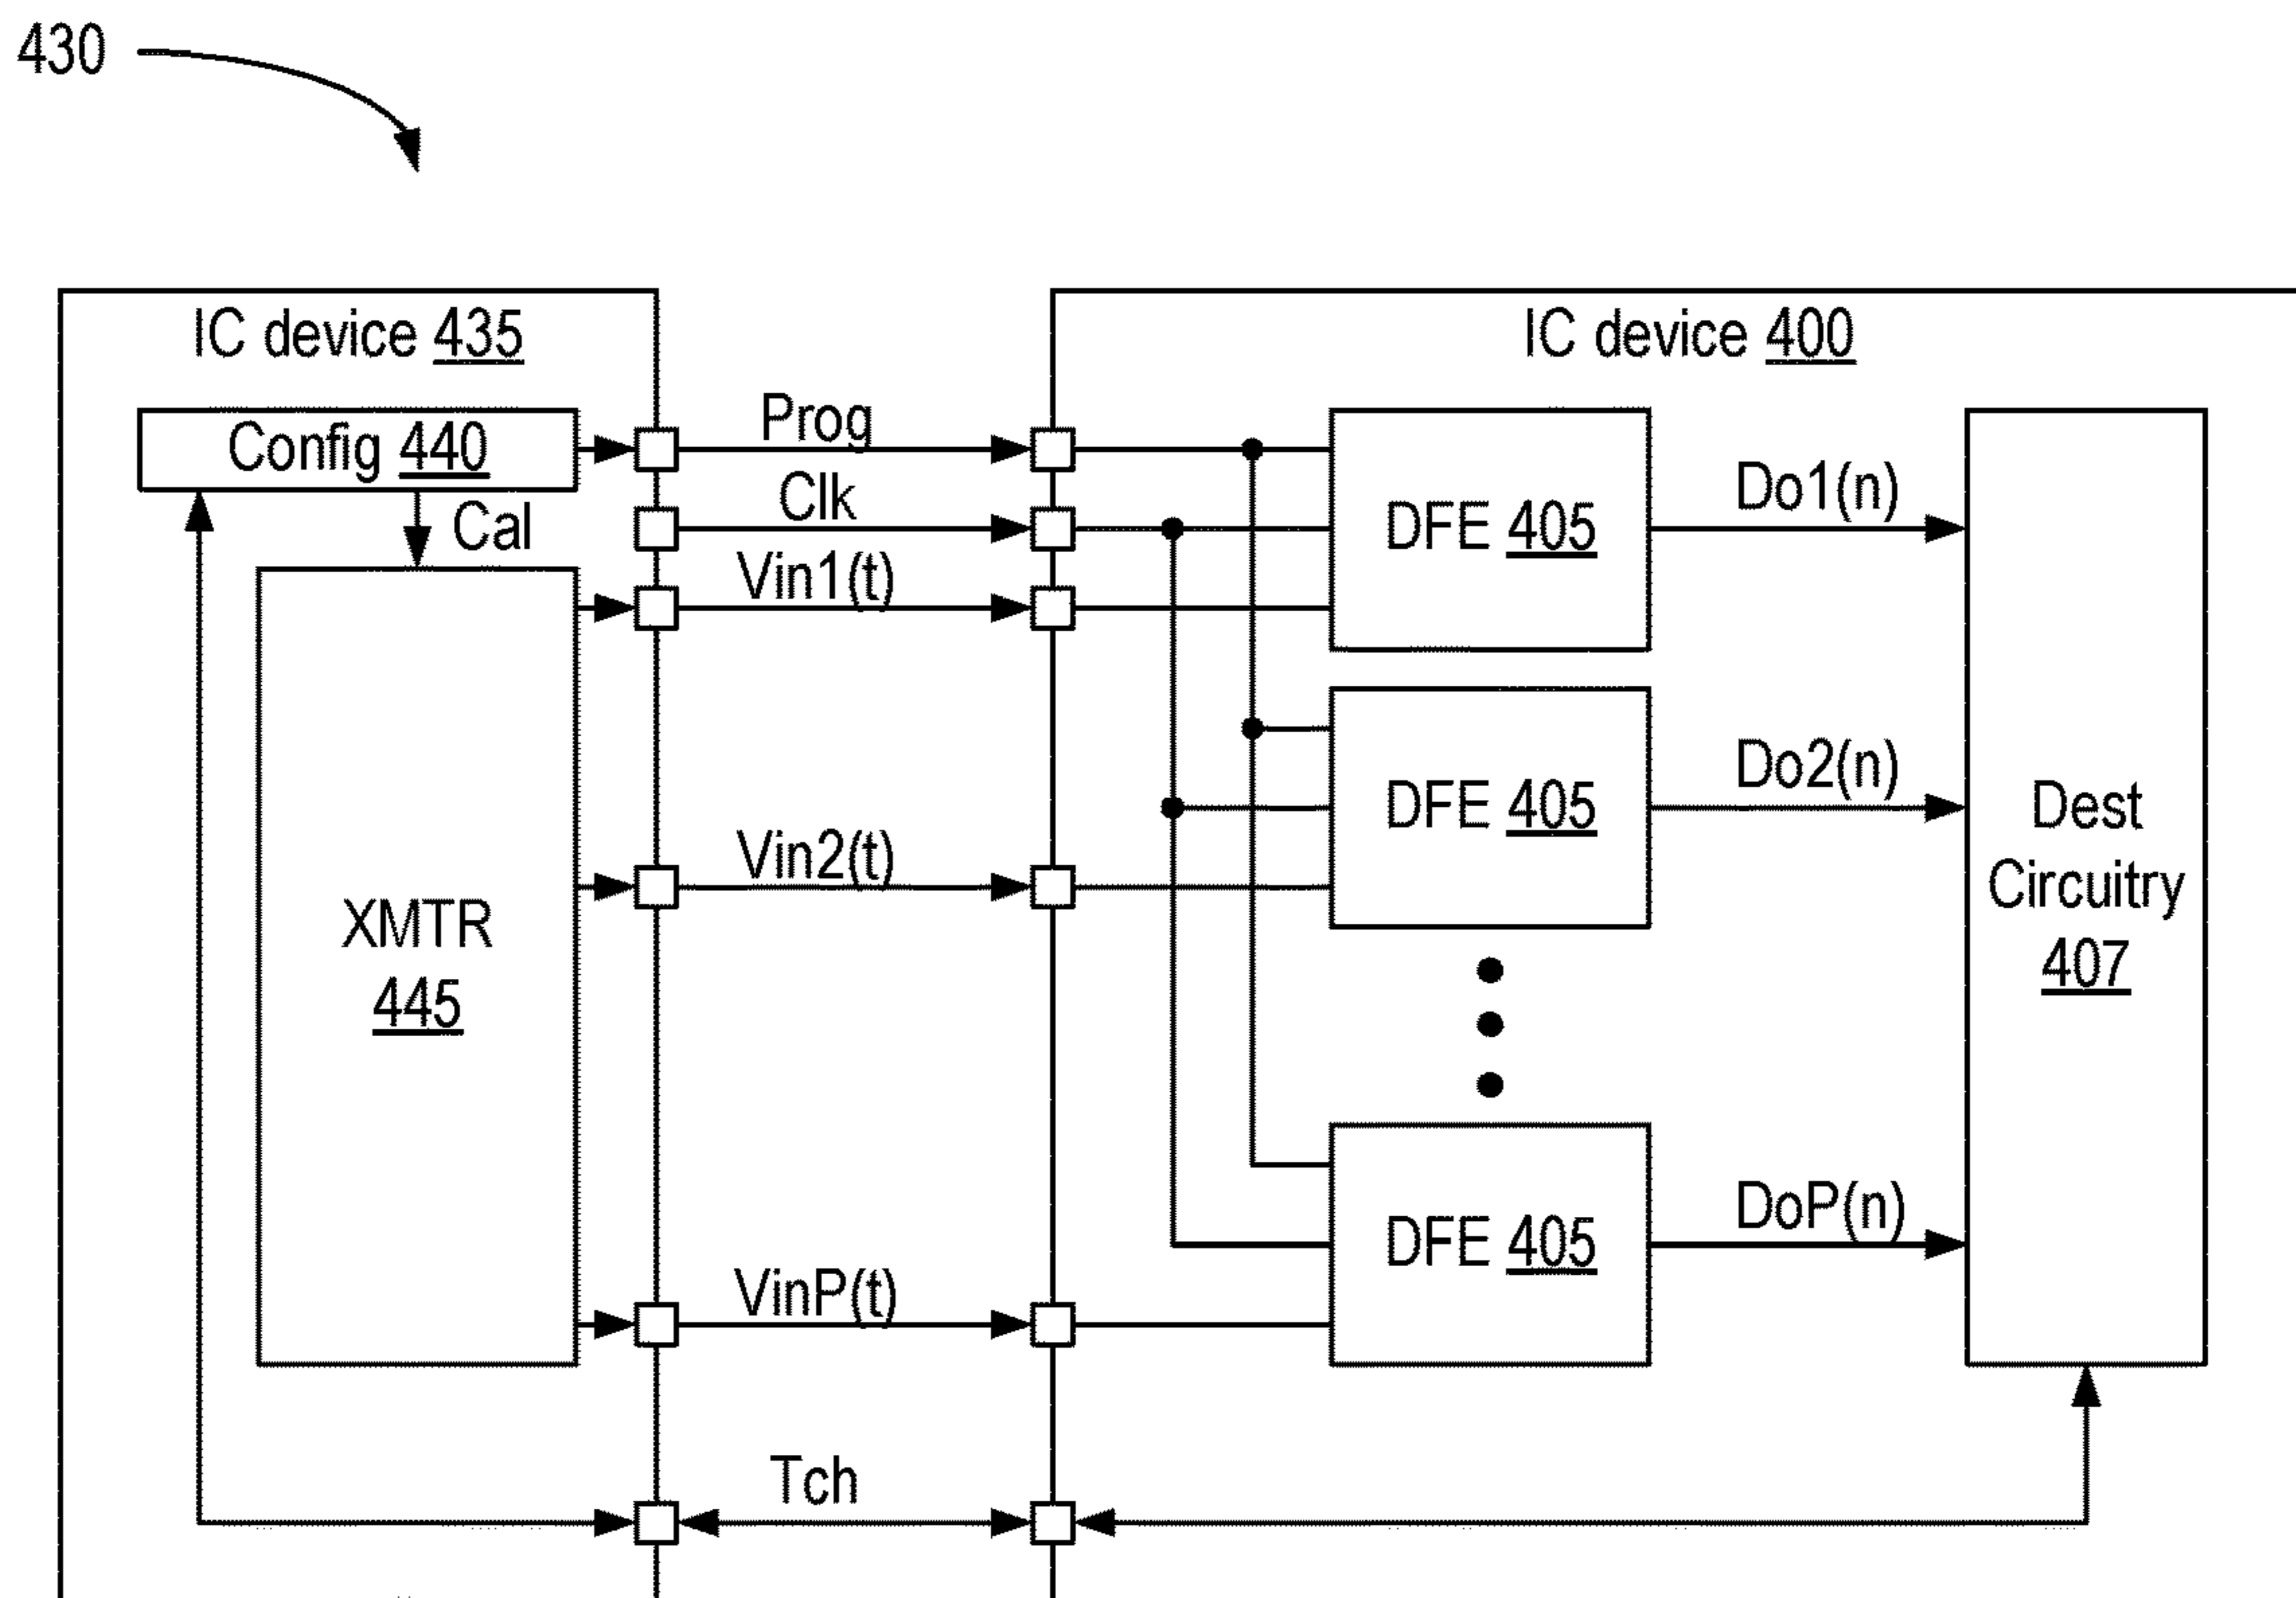 430
IC device 435
IC device 400
Config 440
Prog
Clk
Cal
Vin1(t)
DFE 405
Do1(n)
XMTR
445
Vin2(t)
DFE 405
Do2(n)
Dest
Circuitry
407
VinP(t)
DFE 405
DoP(n)
Tch